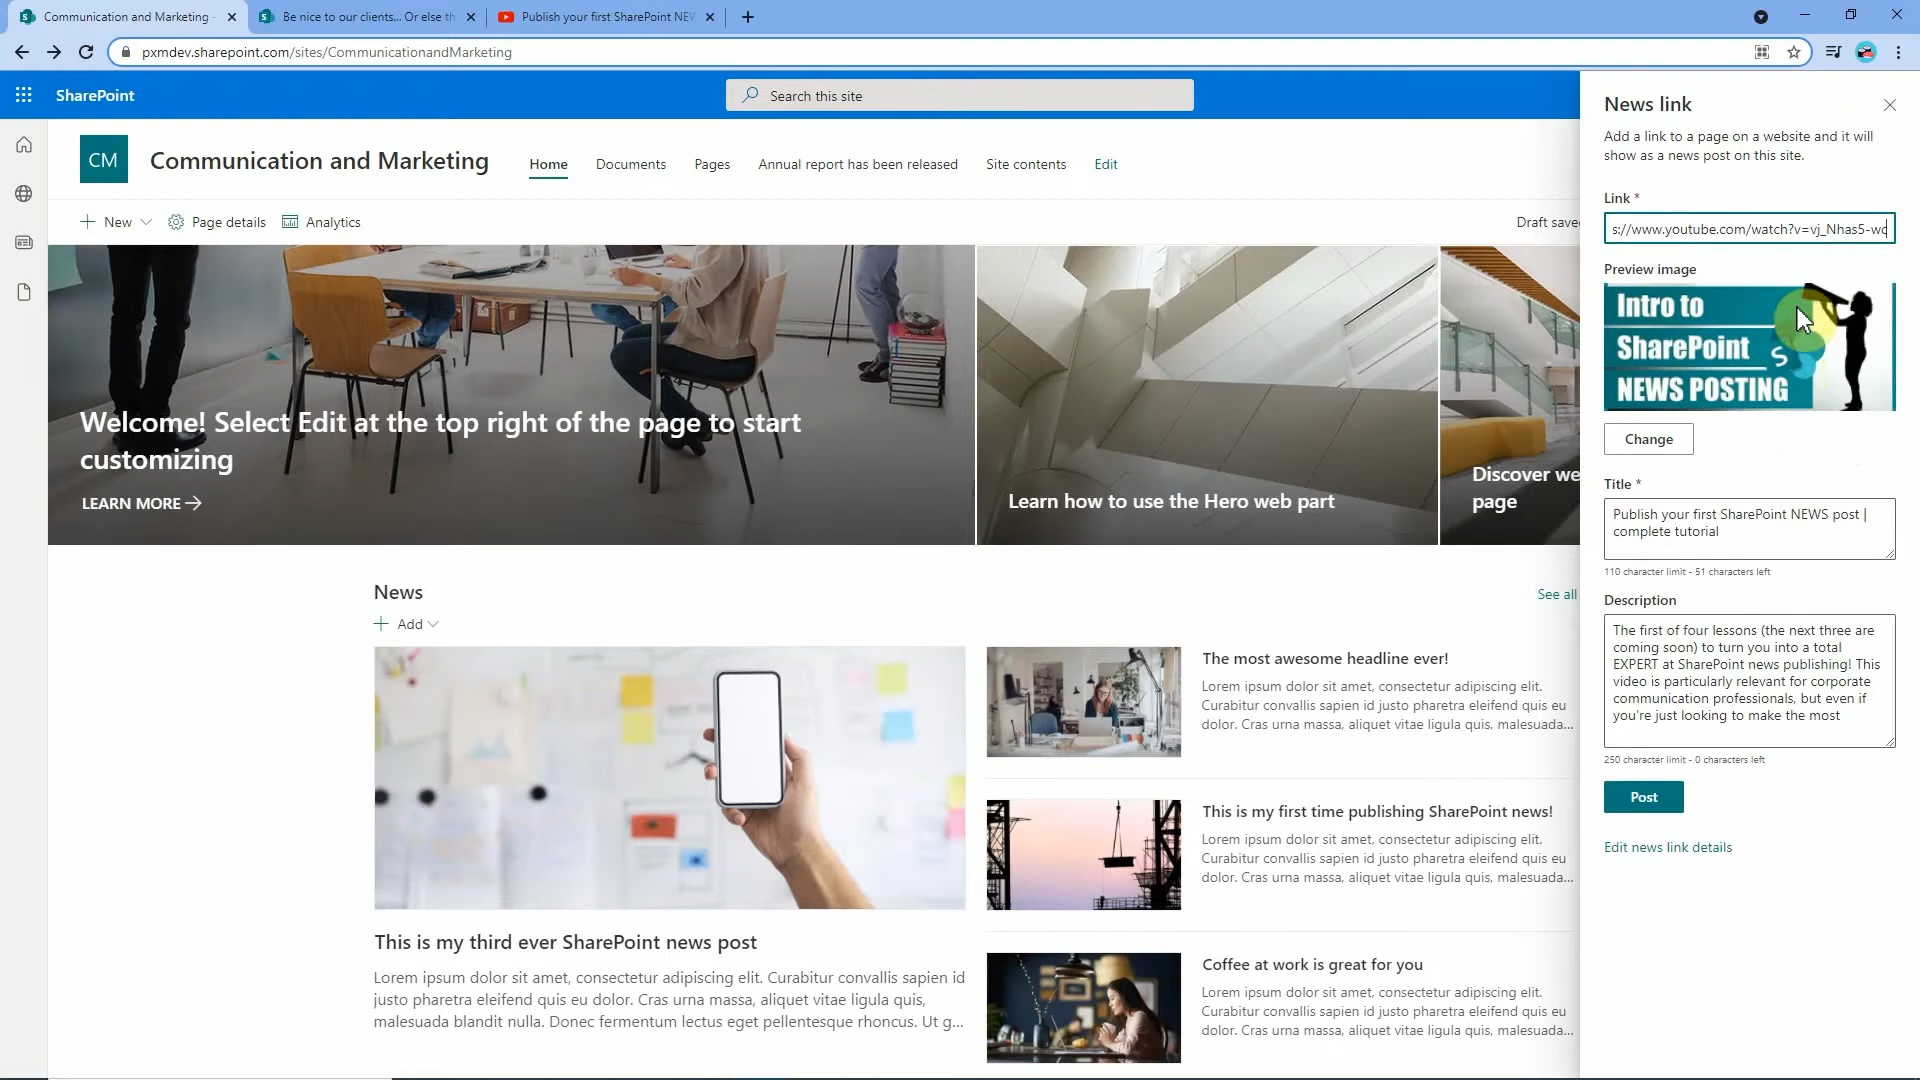 Communication and Marketing -
Be nice to our clients... Or else th
Publish your first SharePoint NEW
pxmdev.sharepoint.com/sites/CommunicationandMarketing
SharePoint
Search this site
CM
Communication and Marketing
Home
Documents
Pages
Annual report has been released
Site contents
Edit
New
Page details
Analytics
Draft saved
Welcome! Select Edit at the top right of the page to start
customizing
LEARN MORE
Learn how to use the Hero web part
Discover we
page
News
See all
Add
This is my third ever SharePoint news post
Lorem ipsum dolor sit amet, consectetur adipiscing elit. Curabitur convallis sapien id
justo pharetra eleifend quis eu dolor. Cras urna massa, aliquet vitae ligula quis,
malesuada blandit nulla. Donec fermentum lectus eget pellentesque rhoncus. Ut g...
The most awesome headline ever!
Lorem ipsum dolor sit amet, consectetur adipiscing elit.
Curabitur convallis sapien id justo pharetra eleifend quis eu
dolor. Cras urna massa, aliquet vitae ligula quis, malesuada...
This is my first time publishing SharePoint news!
Lorem ipsum dolor sit amet, consectetur adipiscing elit.
Curabitur convallis sapien id justo pharetra eleifend quis eu
dolor. Cras urna massa, aliquet vitae ligula quis, malesuada...
Coffee at work is great for you
Lorem ipsum dolor sit amet, consectetur adipiscing elit.
Curabitur convallis sapien id justo pharetra eleifend quis eu
dolor. Cras urna massa, aliquet vitae ligula quis, malesuada...
News link
Add a link to a page on a website and it will
show as a news post on this site.
Link *
s://www.youtube.com/watch?v=vj_Nhas5-wc
Preview image
Intro to
SharePoint
NEWS POSTING
Change
Title *
Publish your first SharePoint NEWS post |
complete tutorial
110 character limit - 51 characters left
Description
The first of four lessons (the next three are
coming soon) to turn you into a total
EXPERT at SharePoint news publishing! This
video is particularly relevant for corporate
communication professionals, but even if
you're just looking to make the most
250 character limit - 0 characters left
Post
Edit news link details